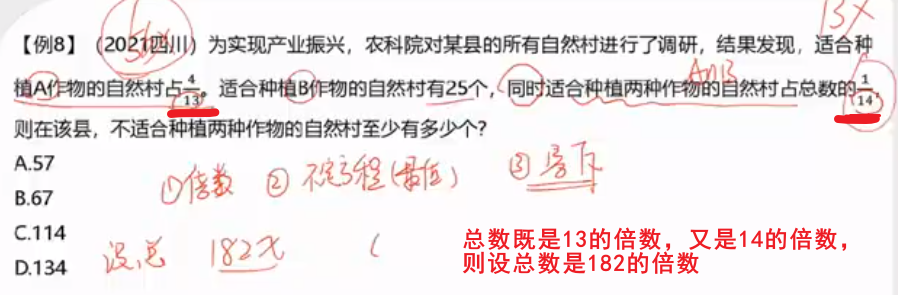 13X
【例8】（2021四川）为实现产业振兴，农科院对某县的所有自然村进行了调研，结果发现，适合种
A∩B
植A作物的自然村占4/13。适合种植B作物的自然村有25个，同时适合种植两种作物的自然村占总数的1/14，
则在该县，不适合种植两种作物的自然村至少有多少个？
A.57
①倍数 ②不定方程(最值) ③
B.67
C.114
设总 182x (
D.134
总数既是13的倍数，又是14的倍数，
则设总数是182的倍数